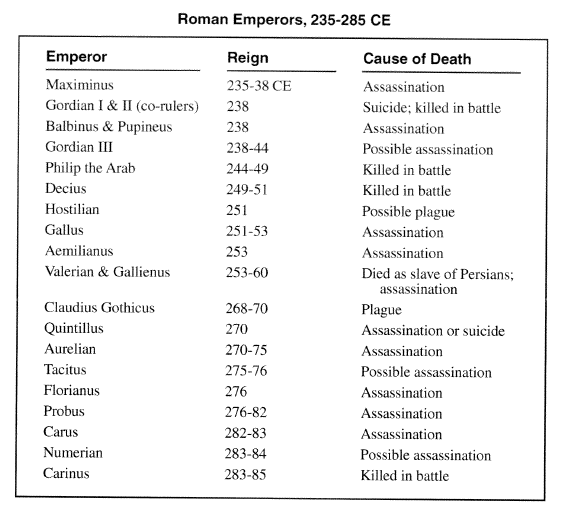 Roman Emperors, 235-285 CE
Emperor Reign Cause of Death
Maximinus 235-38 CE Assassination
Gordian I & II (co-rulers) 238 Suicide; killed in battle
Balbinus & Pupineus 238 Assassination
Gordian III 238-44 Possible assassination
Philip the Arab 244-49 Killed in battle
Decius 249-51 Killed in battle
Hostilian 251 Possible plague
Gallus 251-53 Assassination
Aemilianus 253 Assassination
Valerian & Gallienus 253-60 Died as slave of Persians;
assassination
Claudius Gothicus 268-70 Plague
Quintillus 270 Assassination or suicide
Aurelian 270-75 Assassination
Tacitus 275-76 Possible assassination
Florianus 276 Assassination
Probus 276-82 Assassination
Carus 282-83 Assassination
Numerian 283-84 Possible assassination
Carinus 283-85 Killed in battle